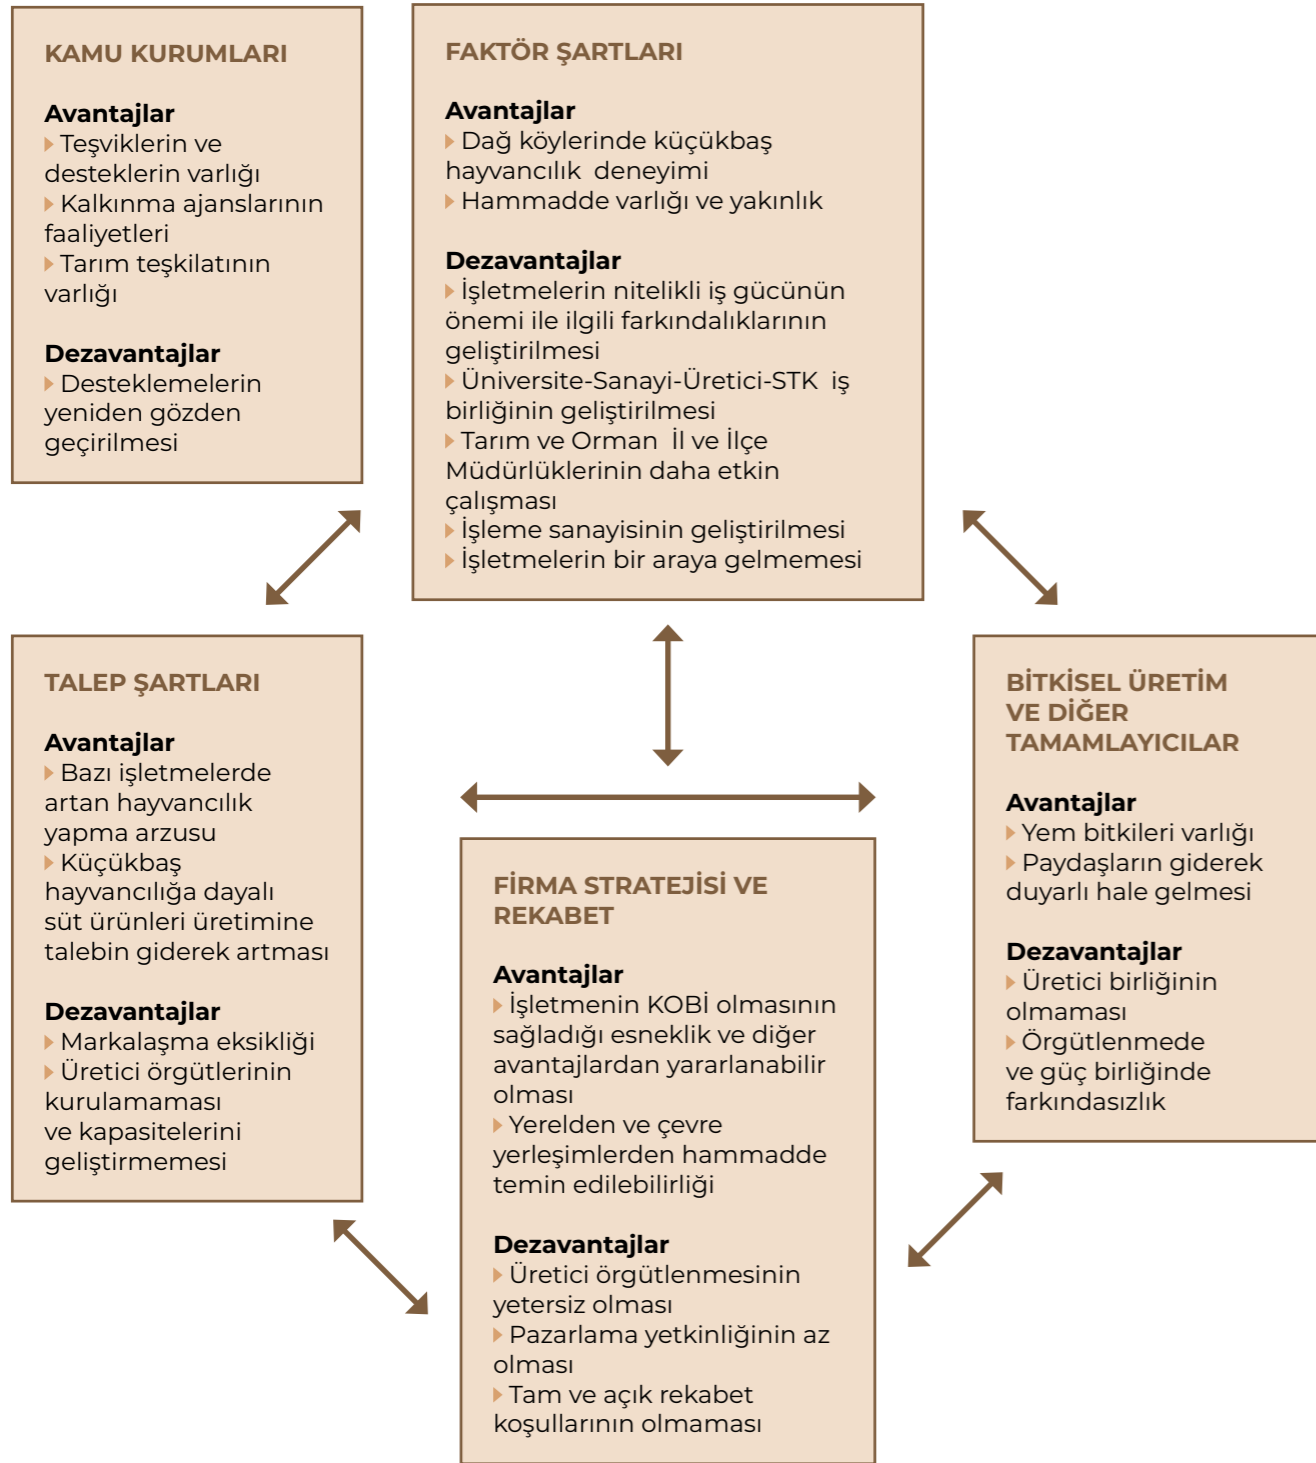 KAMU KURUMLARI
Avantajlar
Teşviklerin ve
desteklerin varlığı
Kalkınma ajanslarının
faaliyetleri
Tarım teşkilatının
varlığı
Dezavantajlar
Desteklemelerin
yeniden gözden
geçirilmesi
FAKTÖR ŞARTLARI
Avantajlar
Dağ köylerinde küçükbaş
hayvancılık deneyimi
Hammadde varlığı ve yakınlık
Dezavantajlar
İşletmelerin nitelikli iş gücünün
önemi ile ilgili farkındalıklarının
geliştirilmesi
Üniversite-Sanayi-Üretici-STK iş
birliğinin geliştirilmesi
Tarım ve Orman İl ve İlçe
Müdürlüklerinin daha etkin
çalışması
İşleme sanayisinin geliştirilmesi
İşletmelerin bir araya gelmemesi
TALEP ŞARTLARI
Avantajlar
Bazı işletmelerde
artan hayvancılık
yapma arzusu
Küçükbaş
hayvancılığa dayalı
süt ürünleri üretimine
talebin giderek artması
Dezavantajlar
Markalaşma eksikliği
Üretici örgütlerinin
kurulamaması
ve kapasitelerini
geliştirmemesi
FİRMA STRATEJİSİ VE
REKABET
Avantajlar
İşletmenin KOBİ olmasının
sağladığı esneklik ve diğer
avantajlardan yararlanabilir
olması
Yerelden ve çevre
yerleşimlerden hammadde
temin edilebilirliği
Dezavantajlar
Üretici örgütlenmesinin
yetersiz olması
Pazarlama yetkinliğinin az
olması
Tam ve açık rekabet
koşullarının olmaması
BİTKİSEL ÜRETİM
VE DİĞER
TAMAMLAYICILAR
Avantajlar
Yem bitkileri varlığı
Paydaşların giderek
duyarlı hale gelmesi
Dezavantajlar
Üretici birliğinin
olmaması
Örgütlenmede
ve güç birliğinde
farkındasızlık